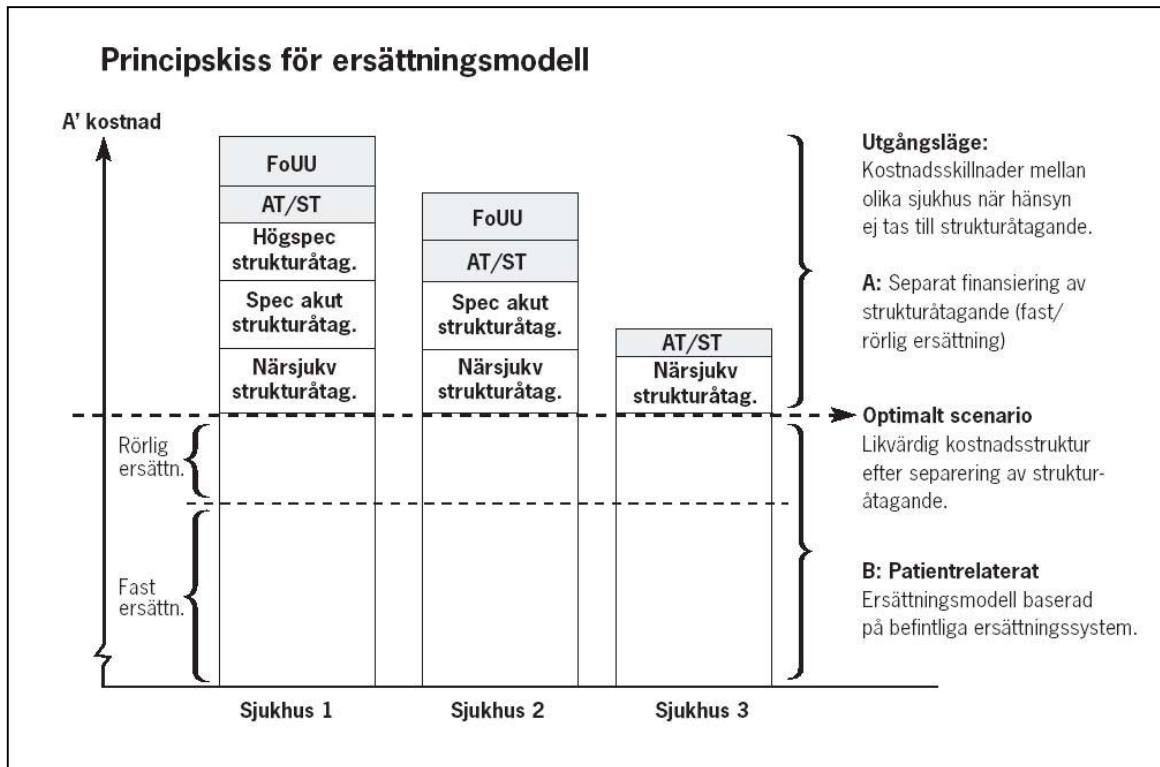 Principskiss för ersättningsmodell
A' kostnad
FoUU
AT/ST
Högspec
strukturåtag.
Spec akut
strukturåtag.
Närsjukv
strukturåtag.
FoUU
AT/ST
Spec akut
strukturåtag.
Närsjukv
strukturåtag.
AT/ST
Närsjukv
strukturåtag.
Utgångsläge:
Kostnadsskillnader mellan
olika sjukhus när hänsyn
ej tas till strukturåtagande.
A: Separat finansiering av
strukturåtagande (fast/
rörlig ersättning)
Optimalt scenario
Likvärdig kostnadsstruktur
efter separering av struktur-
åtagande.
B: Patientrelaterat
Ersättningsmodell baserad
på befintliga ersättningssystem.
Rörlig
ersättn.
Fast
ersättn.
Sjukhus 1
Sjukhus 2
Sjukhus 3